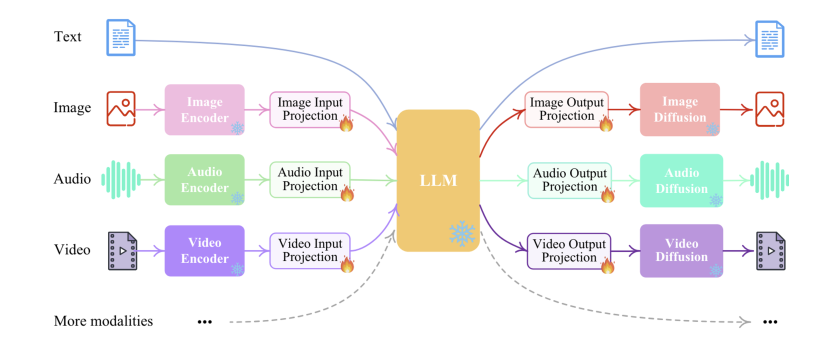 Text
Image
Image
Encoder
Image Input
Projection
Image Output
Projection
Image
Diffusion
Audio
Audio
Encoder
Audio Input
Projection
LLM
Audio Output
Projection
Audio
Diffusion
Video
Video
Encoder
Video Input
Projection
Video Output
Projection
Video
Diffusion
More modalities
...
...